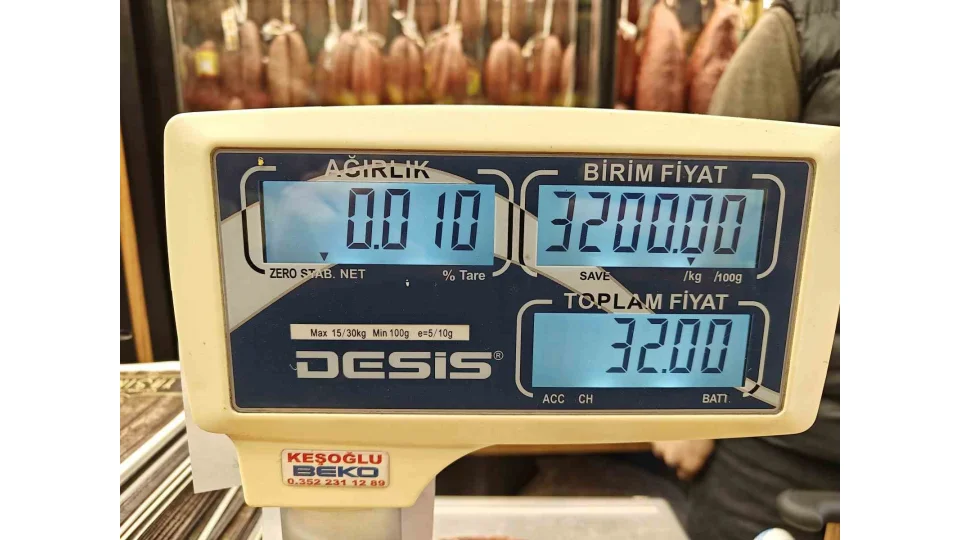 AĞIRLIK
BİRİM FİYAT
0.010
3200.00
ZERO STAB. NET
% Tare
SAVE
/kg /100g
TOPLAM FİYAT
32.00
Max 15/30kg Min 100g e=5/10g
DESiS®
ACC CH
BATT.
KEŞOĞLU
BEKO
0.352 231 12 89